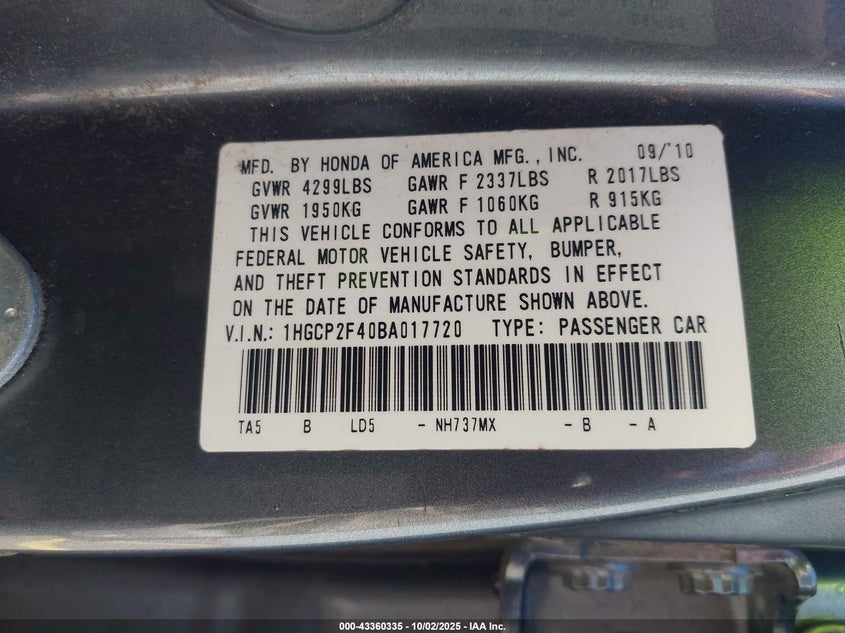 MFD. BY HONDA OF AMERICA MFG., INC. 09/'10
GVWR 4299LBS GAWR F 2337LBS R 2017LBS
GVWR 1950KG GAWR F 1060KG R 915KG
THIS VEHICLE CONFORMS TO ALL APPLICABLE
FEDERAL MOTOR VEHICLE SAFETY, BUMPER,
AND THEFT PREVENTION STANDARDS IN EFFECT
ON THE DATE OF MANUFACTURE SHOWN ABOVE.
V.I.N.: 1HGCP2F40BA017720 TYPE: PASSENGER CAR
TA5 B LD5 - NH737MX - B - A
000-43360335 - 10/02/2025 - IAA Inc.